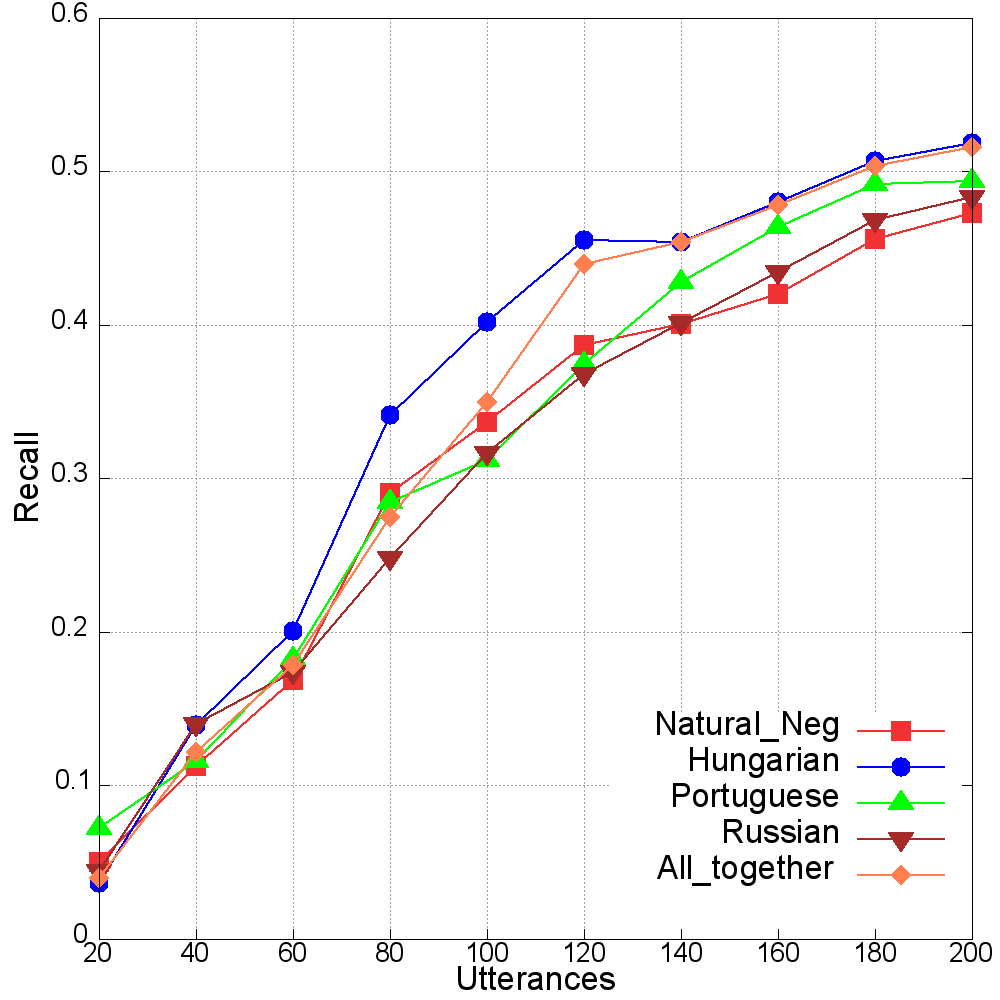 0.6
0.5
0.4
0.3
0.2
0.1
0
Recall
Natural_Neg
Hungarian
Portuguese
Russian
All_together
20 40 60 80 100 120 140 160 180 200
Utterances